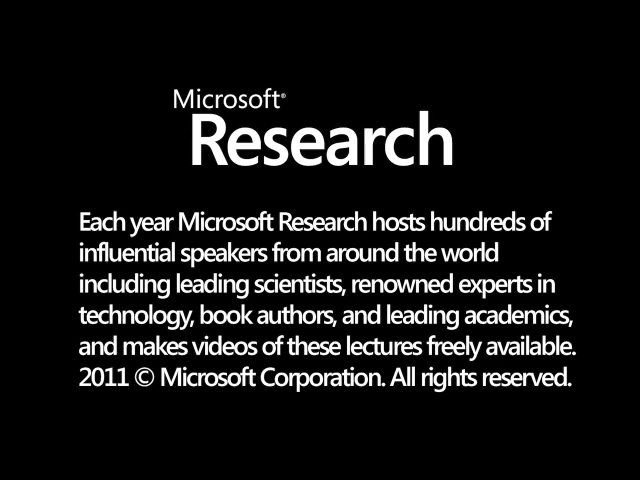 Microsoft®
Research
Each year Microsoft Research hosts hundreds of
influential speakers from around the world
including leading scientists, renowned experts in
technology, book authors, and leading academics,
and makes videos of these lectures freely available.
2011 © Microsoft Corporation. All rights reserved.